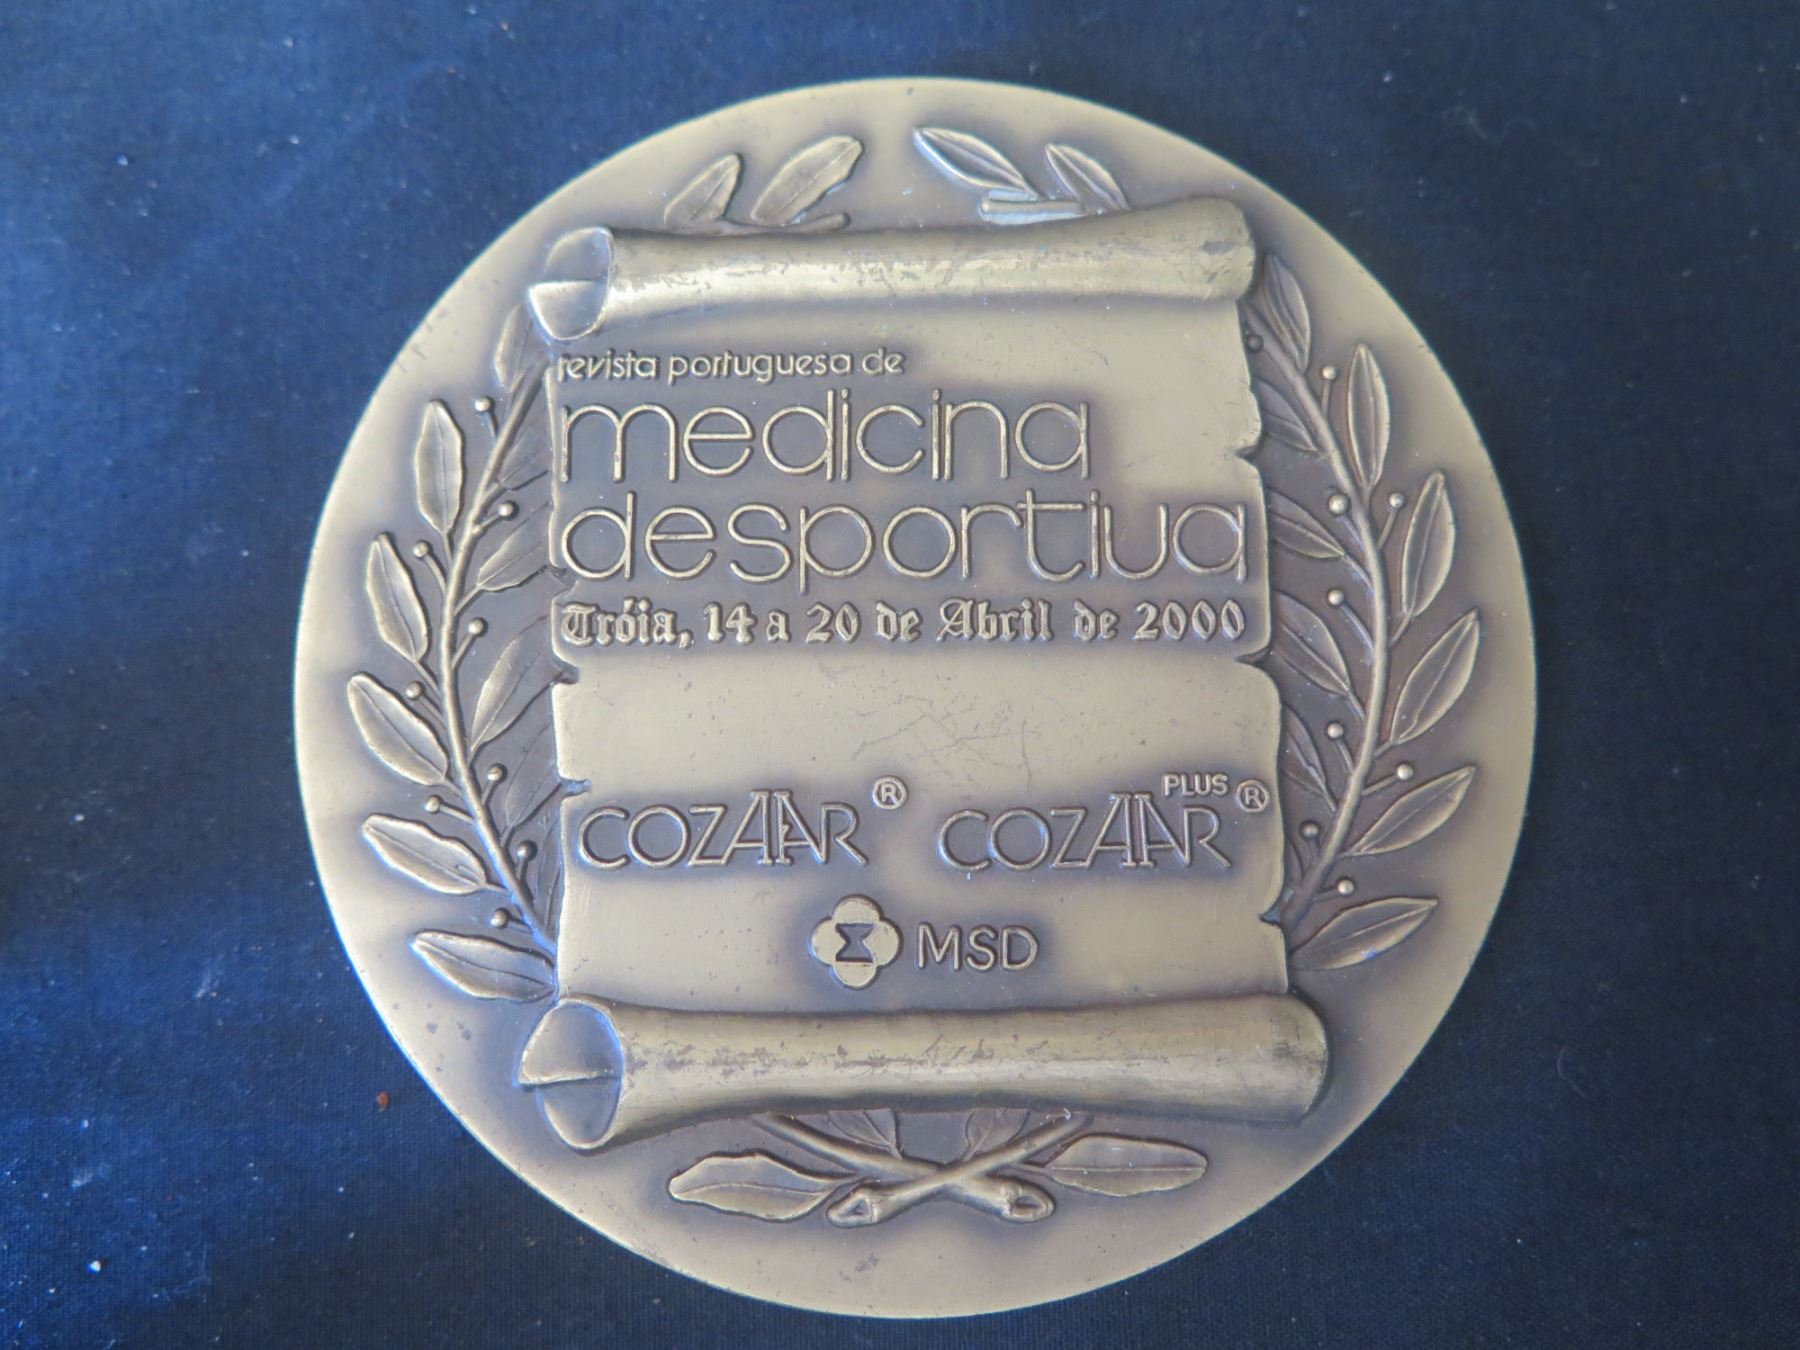 revista portuguesa de
medicina
desportiva
Tróia, 14 a 20 de Abril de 2000
COZAAR® COZAAR PLUS®
MSD